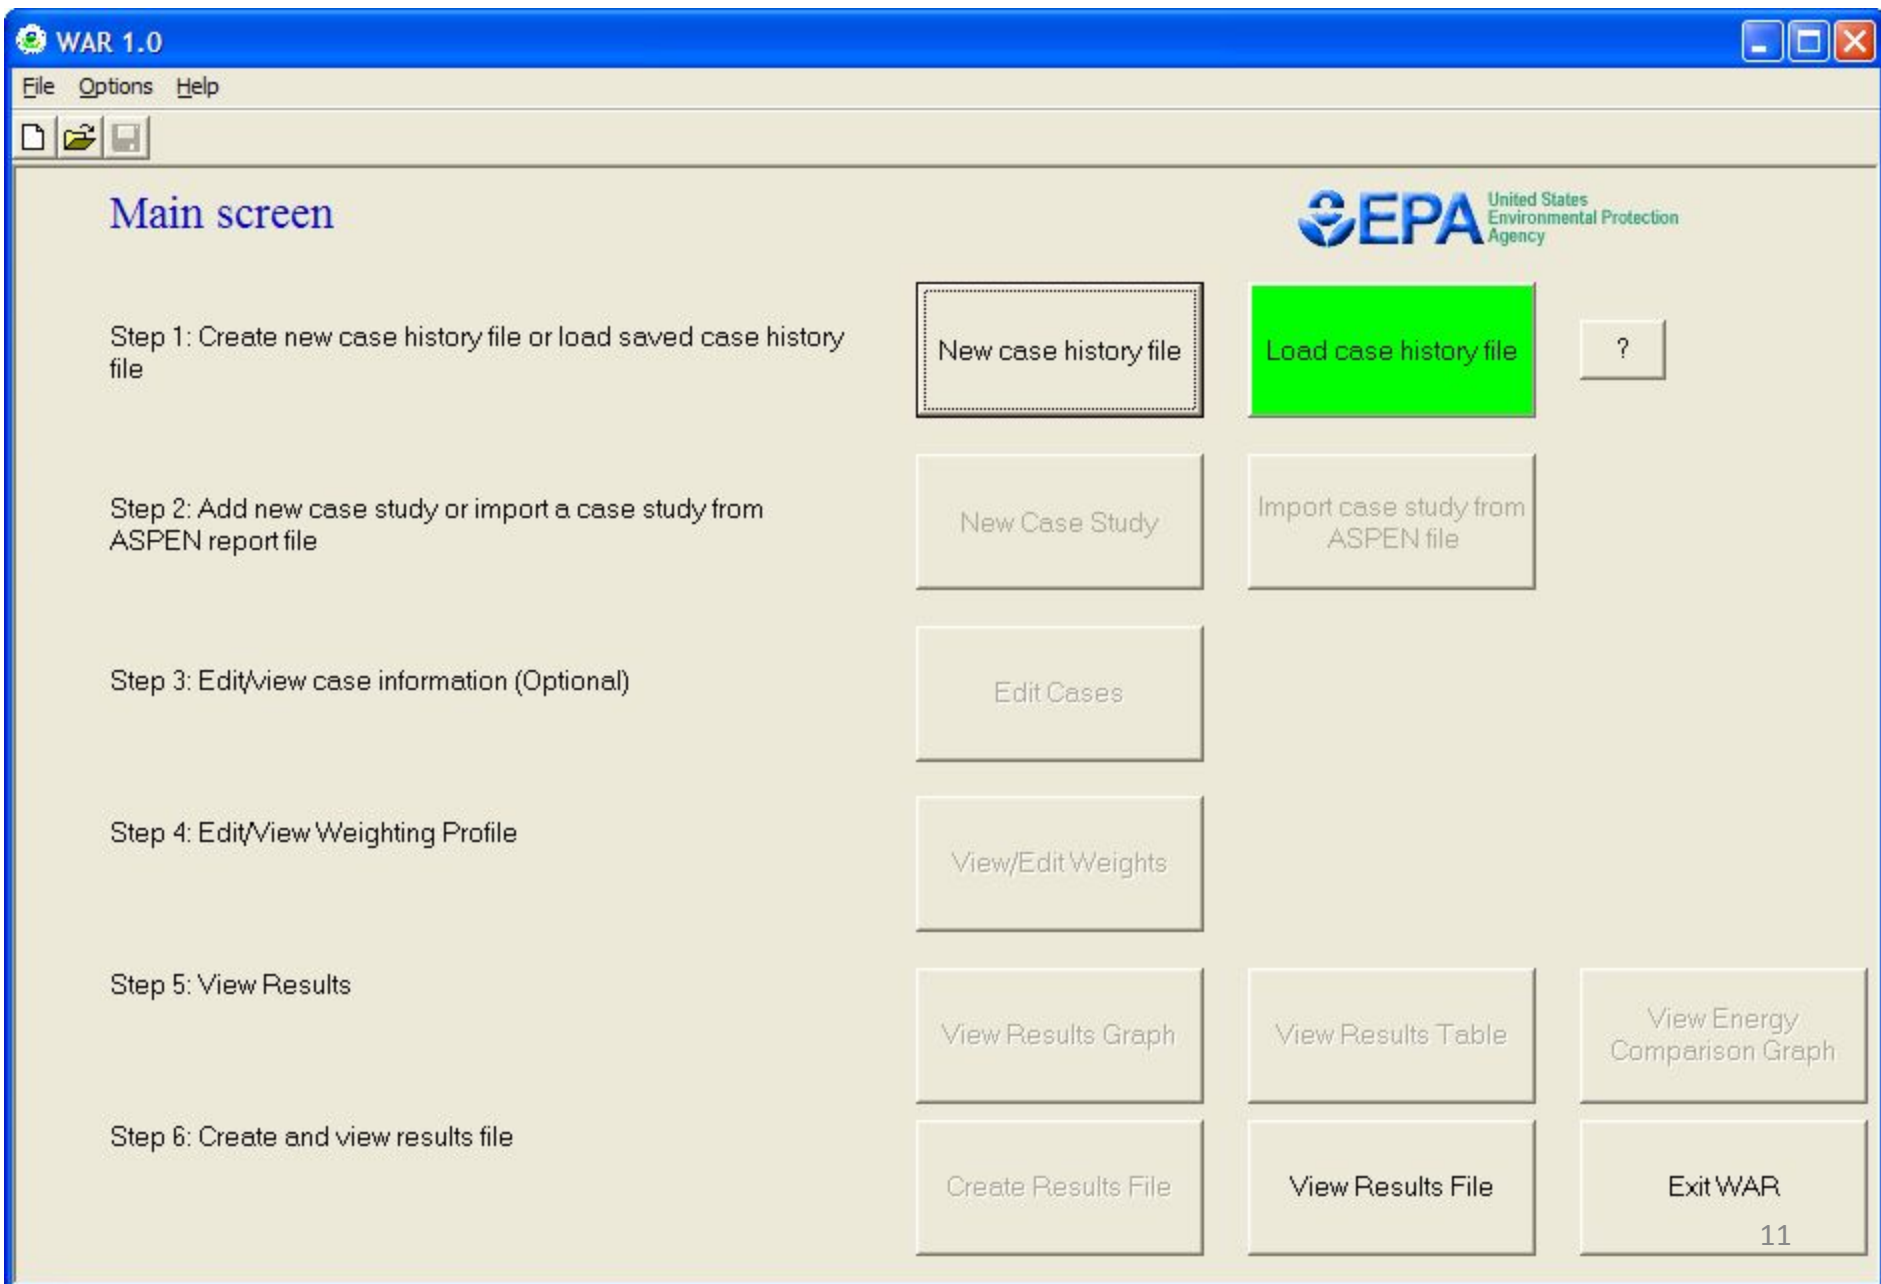 WAR 1.0
File Options Help
Main screen
EPA
United States
Environmental Protection
Agency
Step 1: Create new case history file or load saved case history
file
New case history file
Load case history file
?
Step 2: Add new case study or import a case study from
ASPEN report file
New Case Study
Import case study from
ASPEN file
Step 3: Edit/view case information (Optional)
Edit Cases
Step 4: Edit/View Weighting Profile
View/Edit Weights
Step 5: View Results
View Results Graph
View Results Table
View Energy
Comparison Graph
Step 6: Create and view results file
Create Results File
View Results File
Exit WAR
11